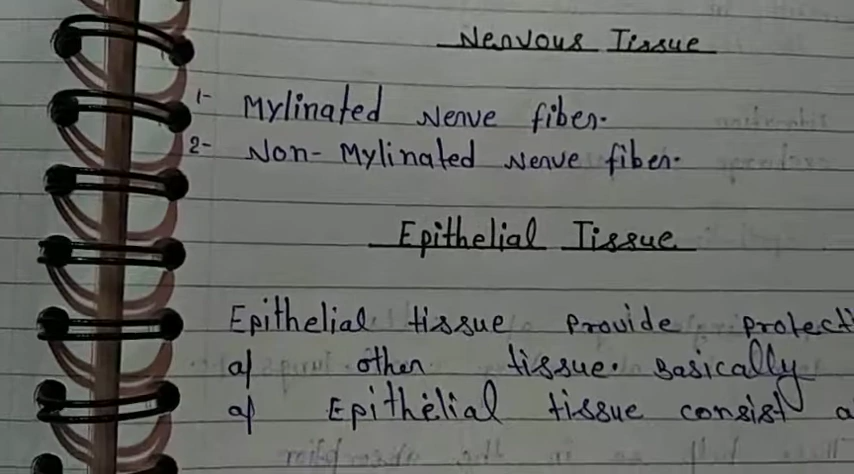 Nervous Tissue
1- Mylinated Nerve fiber.
2- Non-Mylinated Nerve fiber.
Epithelial Tissue
Epithelial tissue provide protecti
of other tissue. Basically
of Epithelial tissue consist